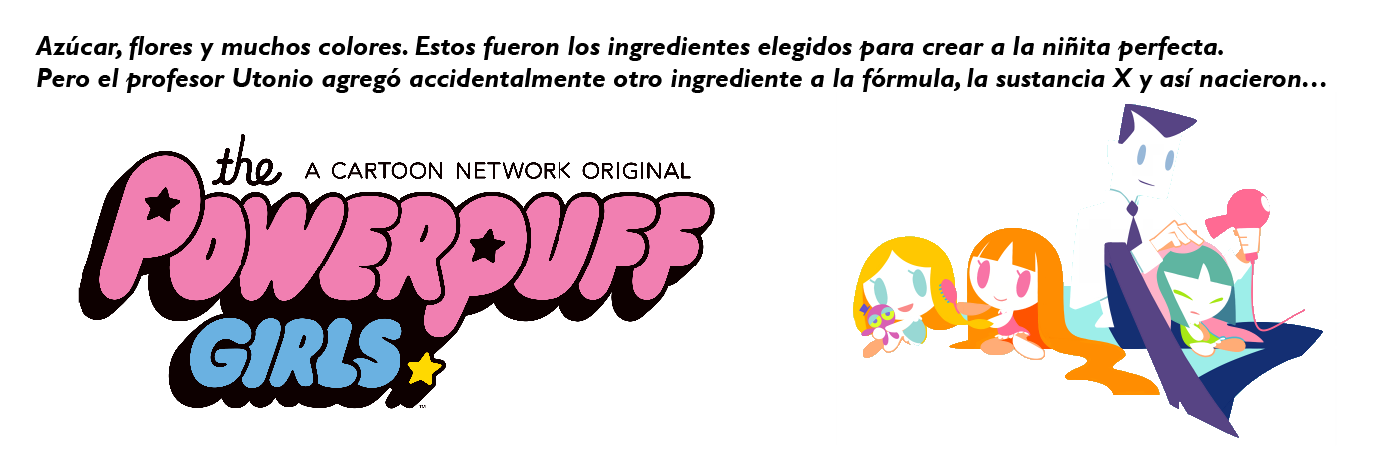 Azúcar, flores y muchos colores. Estos fueron los ingredientes elegidos para crear a la niñita perfecta.
Pero el profesor Utonio agregó accidentalmente otro ingrediente a la fórmula, la sustancia X y así nacieron...
the
A CARTOON NETWORK ORIGINAL
POWERPUFF
GIRLS
TM